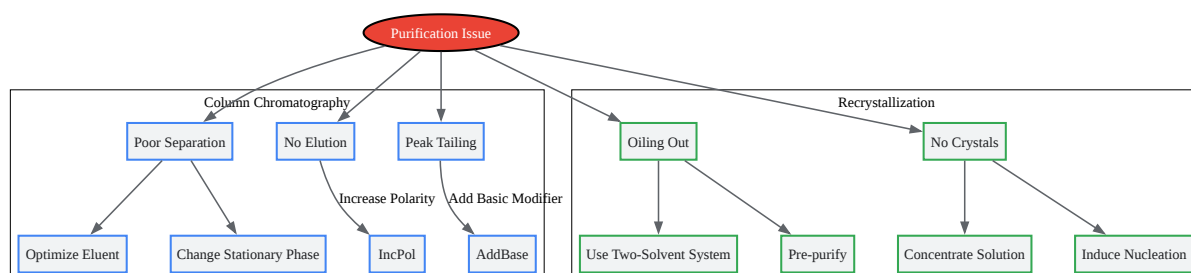 Purification Issue
Column Chromatography
Recrystallization
Poor Separation
No Elution
Peak Tailing
Oiling Out
No Crystals
Increase Polarity
Add Basic Modifier
Optimize Eluent
Change Stationary Phase
IncPol
AddBase
Use Two-Solvent System
Pre-purify
Concentrate Solution
Induce Nucleation